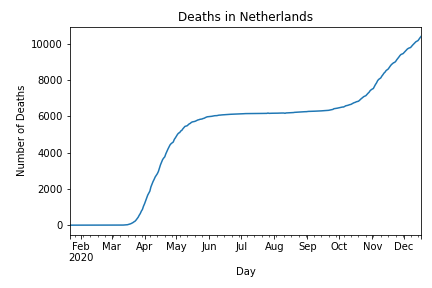 Deaths in Netherlands
10000
8000
6000
4000
2000
0
Number of Deaths
Feb Mar Apr May Jun Jul Aug Sep Oct Nov Dec
2020
Day